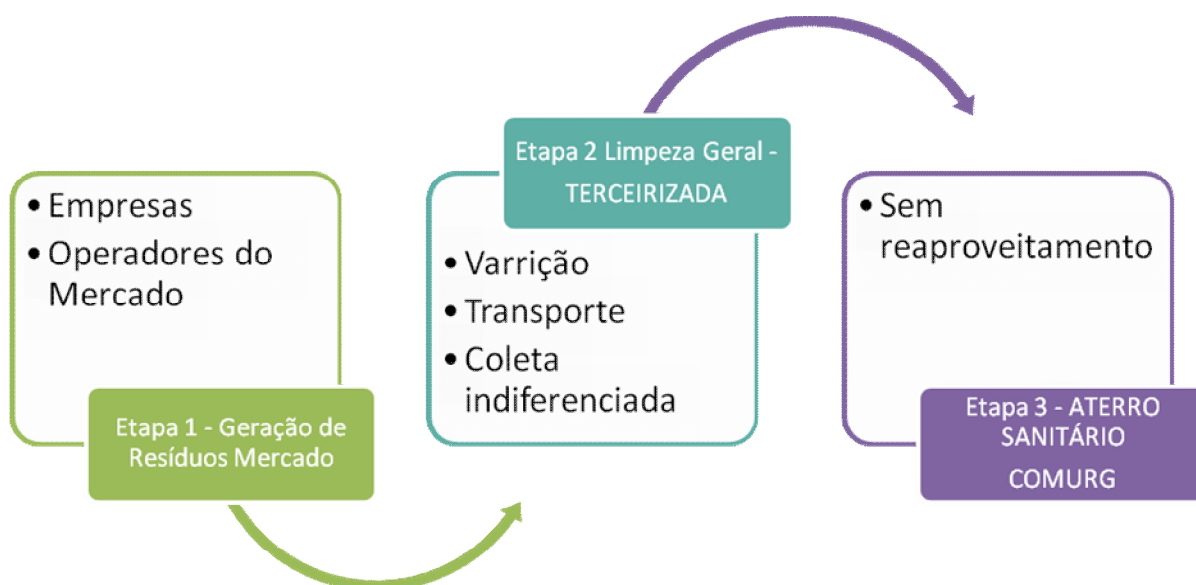 • Empresas
• Operadores do
Mercado
Etapa 1 - Geração de
Resíduos Mercado
Etapa 2 Limpeza Geral -
TERCEIRIZADA
• Varrição
• Transporte
• Coleta
indiferenciada
• Sem
reaproveitamento
Etapa 3 - ATERRO
SANITÁRIO
COMURG